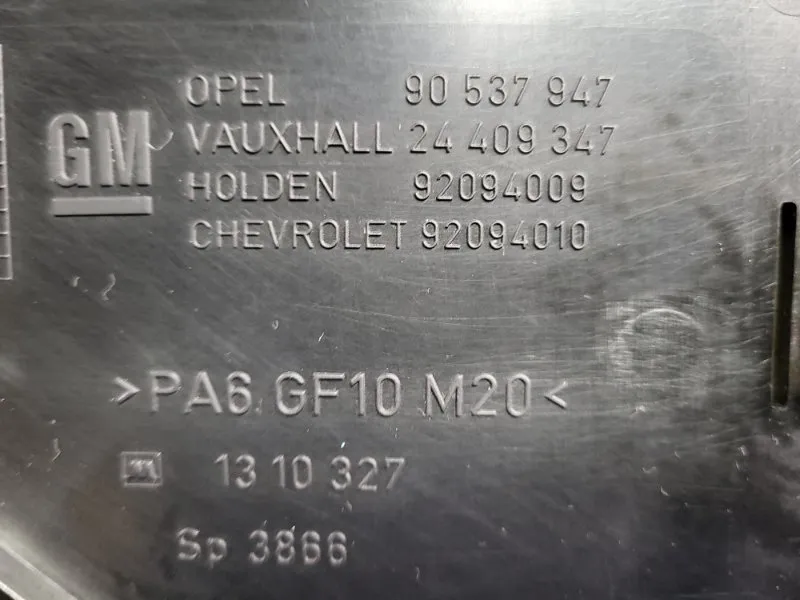 GM
OPEL 90 537 947
VAUXHALL 24 409 347
HOLDEN 92094009
CHEVROLET 92094010
>PA6 GF10 M20<
13 10 327
Sp 3866